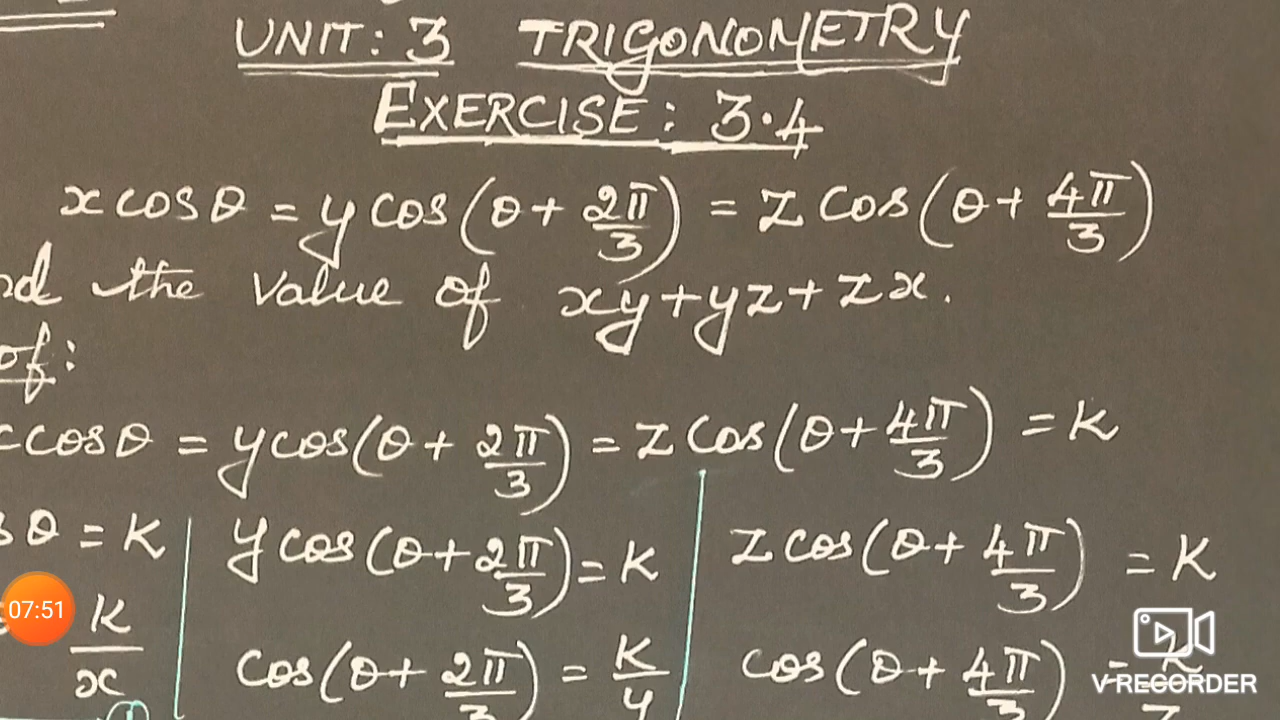 UNIT: 3 TRIGONOMETRY
EXERCISE: 3.4
x cosθ = y cos(θ + 2π/3) = z cos(θ + 4π/3)
the value of xy+yz+zx.
cosθ = y cos(θ + 2π/3) = z cos(θ + 4π/3) = K
θ = K y cos(θ + 2π/3) = K z cos(θ + 4π/3) = K
07:51
K/x cos(θ + 2π/3) = K/y cos(θ + 4π/3) =
V RECORDER